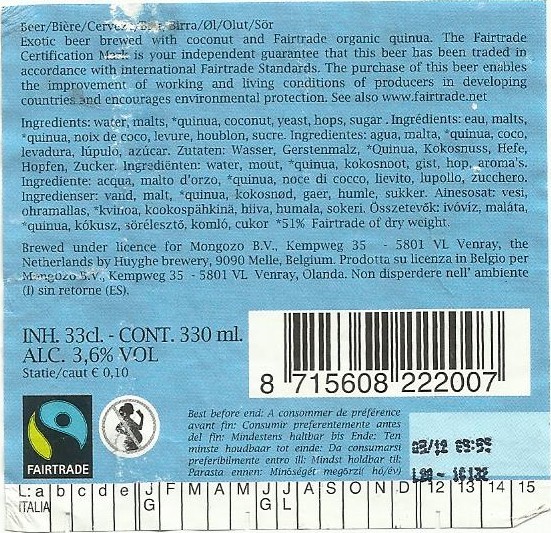 Beer/Bière/Cervez /Bier/Birra/Øl/Olut/Sör
Exotic beer brewed with coconut and Fairtrade organic quinua. The Fairtrade
Certification Mark is your independent guarantee that this beer has been traded in
accordance with international Fairtrade Standards. The purchase of this beer enables
the improvement of working and living conditions of producers in developing
countries and encourages environmental protection. See also www.fairtrade.net
Ingredients: water, malts, *quinua, coconut, yeast, hops, sugar . Ingrédients: eau, malts,
*quinua, noix de coco, levure, houblon, sucre. Ingredientes: agua, malta, *quinua, coco,
levadura, lúpulo, azúcar. Zutaten: Wasser, Gerstenmalz, *Quinua, Kokosnuss, Hefe,
Hopfen, Zucker. Ingrediënten: water, mout, *quinua, kokosnoot, gist, hop, aroma's.
Ingrediente: acqua, malto d'orzo, *quinua, noce di cocco, lievito, lupollo, zucchero.
Ingredienser: vand, malt, *quinua, kokosnød, gaer, humle, sukker. Ainesosat: vesi,
ohramallas, *kvinoa, kookospähkinä, hiiva, humala, sokeri. Összetevők: ivóvíz, maláta,
*quinua, kókusz, sörélesztő, komló, cukor *51% Fairtrade of dry weight.
Brewed under licence for Mongozo B.V., Kempweg 35 - 5801 VL Venray, the
Netherlands by Huyghe brewery, 9090 Melle, Belgium. Prodotta su licenza in Belgio per
Mongozo B.V., Kempweg 35 - 5801 VL Venray, Olanda. Non disperdere nell' ambiente
(I) sin retorne (ES).
INH. 33cl. - CONT. 330 ml.
ALC. 3,6% VOL
Statie/caut € 0,10
8 715608 222007
FAIRTRADE
Best before end: A consommer de préférence
avant fin: Consumir preferentemente antes
del fin: Mindestens haltbar bis Ende: Ten
minste houdbaar tot einde: Da consumarsi
preferibilmente entro ill: Mindst holdbar til:
Parasta ennen: Minőségét megőrzi( hó/év)
L: a b c d e J F M A M J J A S O N D 12 13 14 15
ITALIA G G L